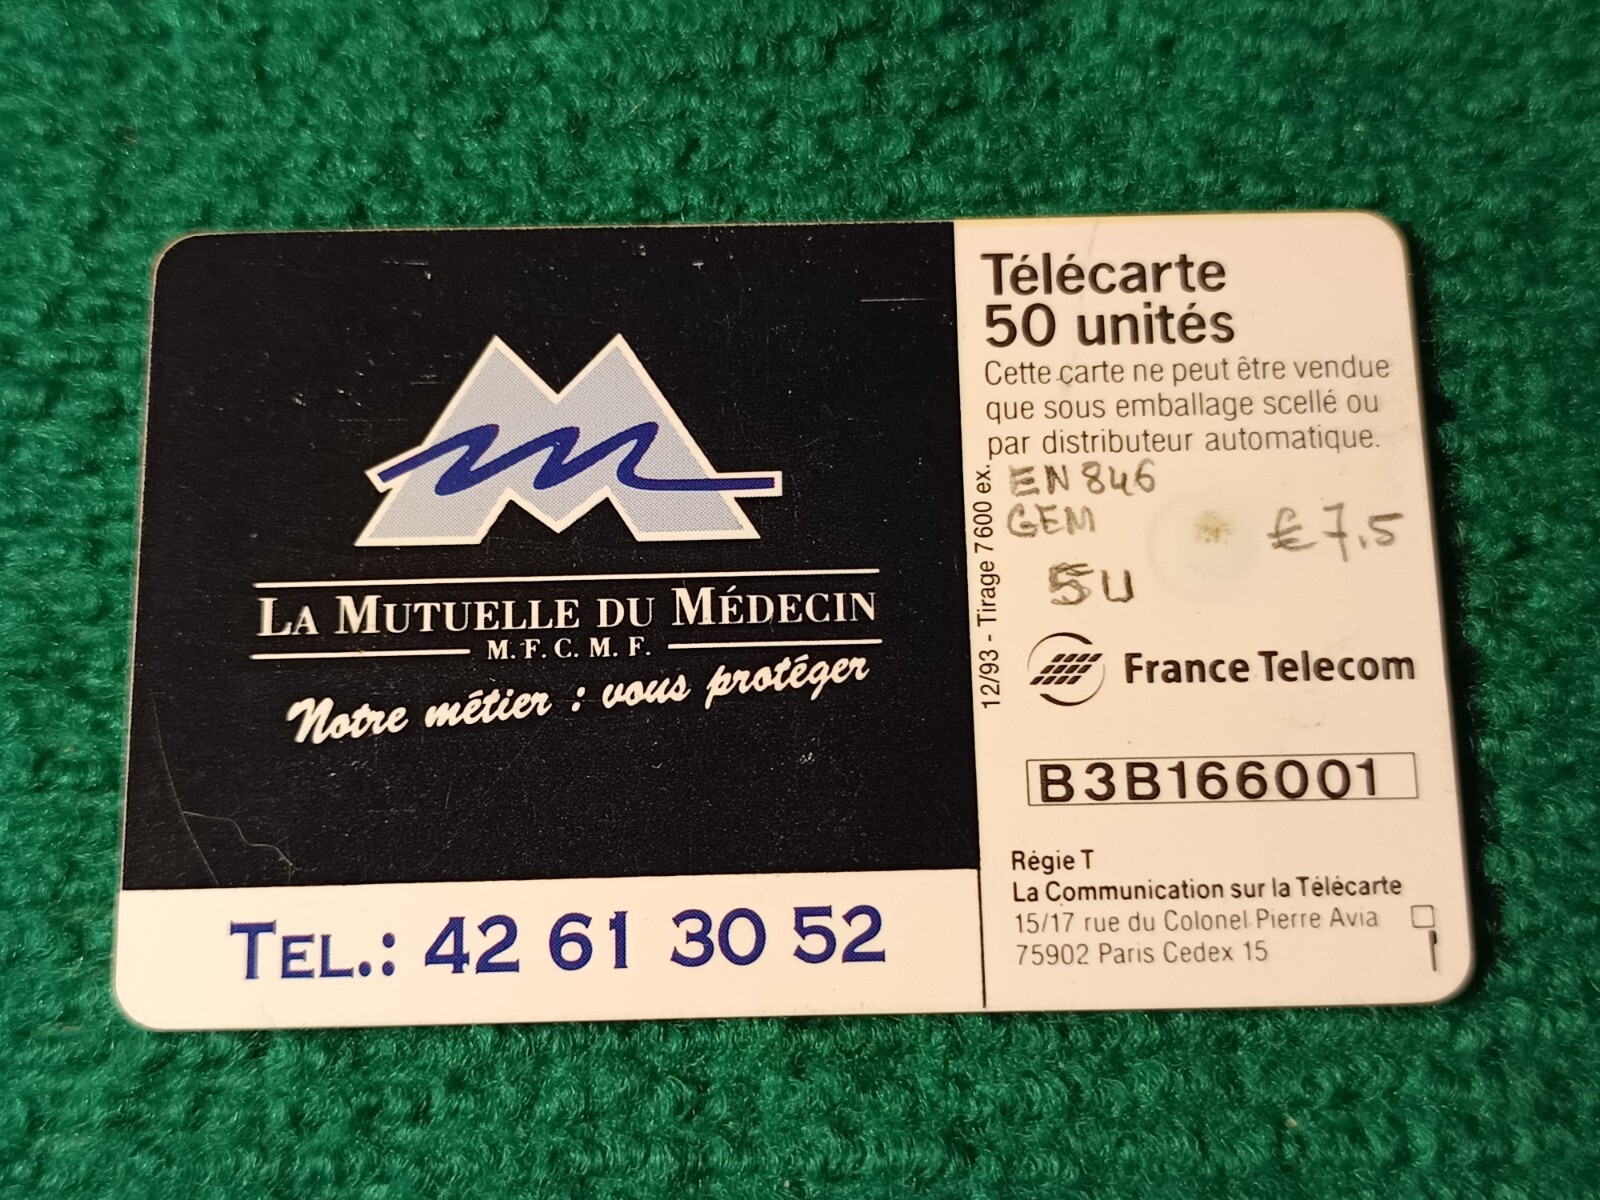 LA MUTUELLE DU MÉDECIN
M. F. C. M. F.
Notre métier : vous protéger
TEL.: 42 61 30 52
12/93 - Tirage 7600 ex.
Télécarte
50 unités
Cette carte ne peut être vendue
que sous emballage scellé ou
par distributeur automatique.
EN 846
GEM
€ 7,5
5U
France Telecom
B3B166001
Régie T
La Communication sur la Télécarte
15/17 rue du Colonel Pierre Avia
75902 Paris Cedex 15